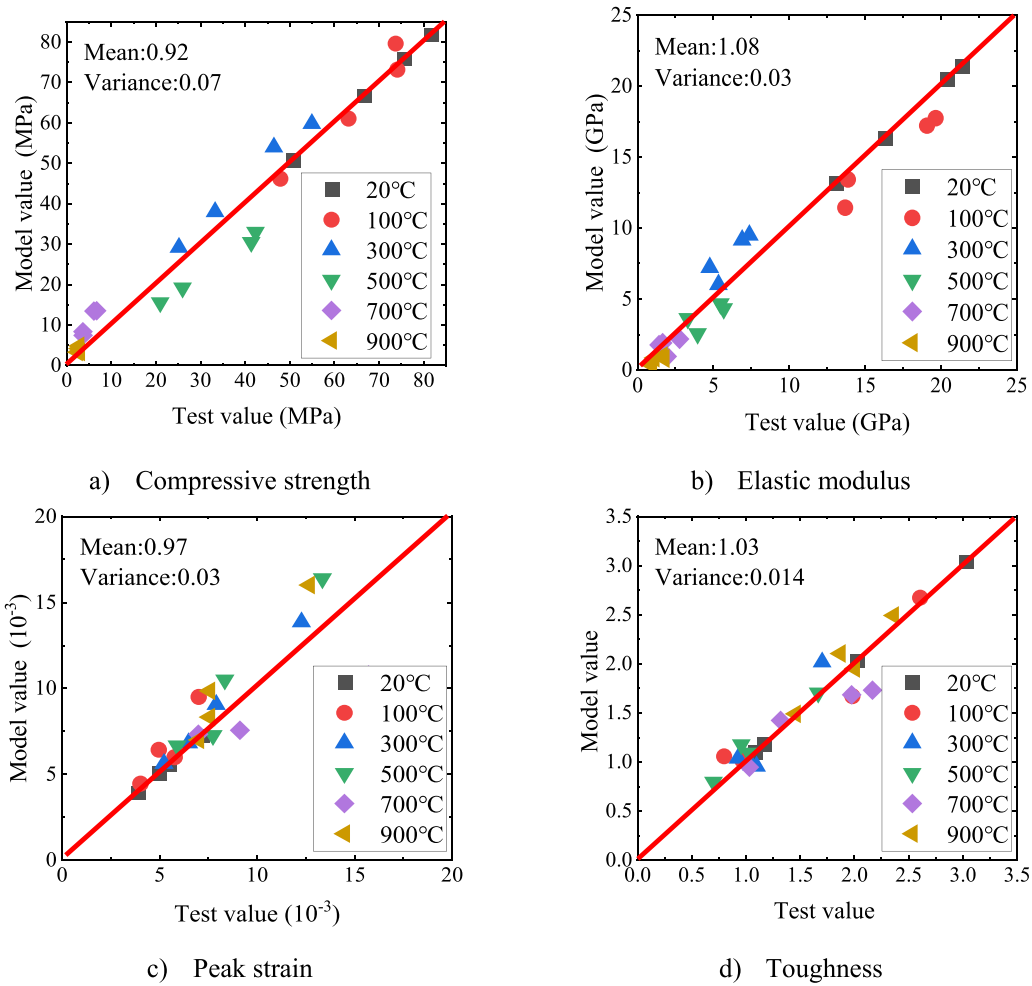 Mean:0.92
Variance:0.07
80
70
60
50
40
30
20
10
0
Model value (MPa)
20℃
100℃
300℃
500℃
700℃
900℃
0 10 20 30 40 50 60 70 80
Test value (MPa)
a) Compressive strength
Mean:1.08
Variance:0.03
25
20
15
10
5
0
Model value (GPa)
20℃
100℃
300℃
500℃
700℃
900℃
0 5 10 15 20 25
Test value (GPa)
b) Elastic modulus
Mean:0.97
Variance:0.03
20
15
10
5
0
Model value (10⁻³)
20℃
100℃
300℃
500℃
700℃
900℃
0 5 10 15 20
Test value (10⁻³)
c) Peak strain
Mean:1.03
Variance:0.014
3.5
3.0
2.5
2.0
1.5
1.0
0.5
0.0
Model value
20℃
100℃
300℃
500℃
700℃
900℃
0.0 0.5 1.0 1.5 2.0 2.5 3.0 3.5
Test value
d) Toughness